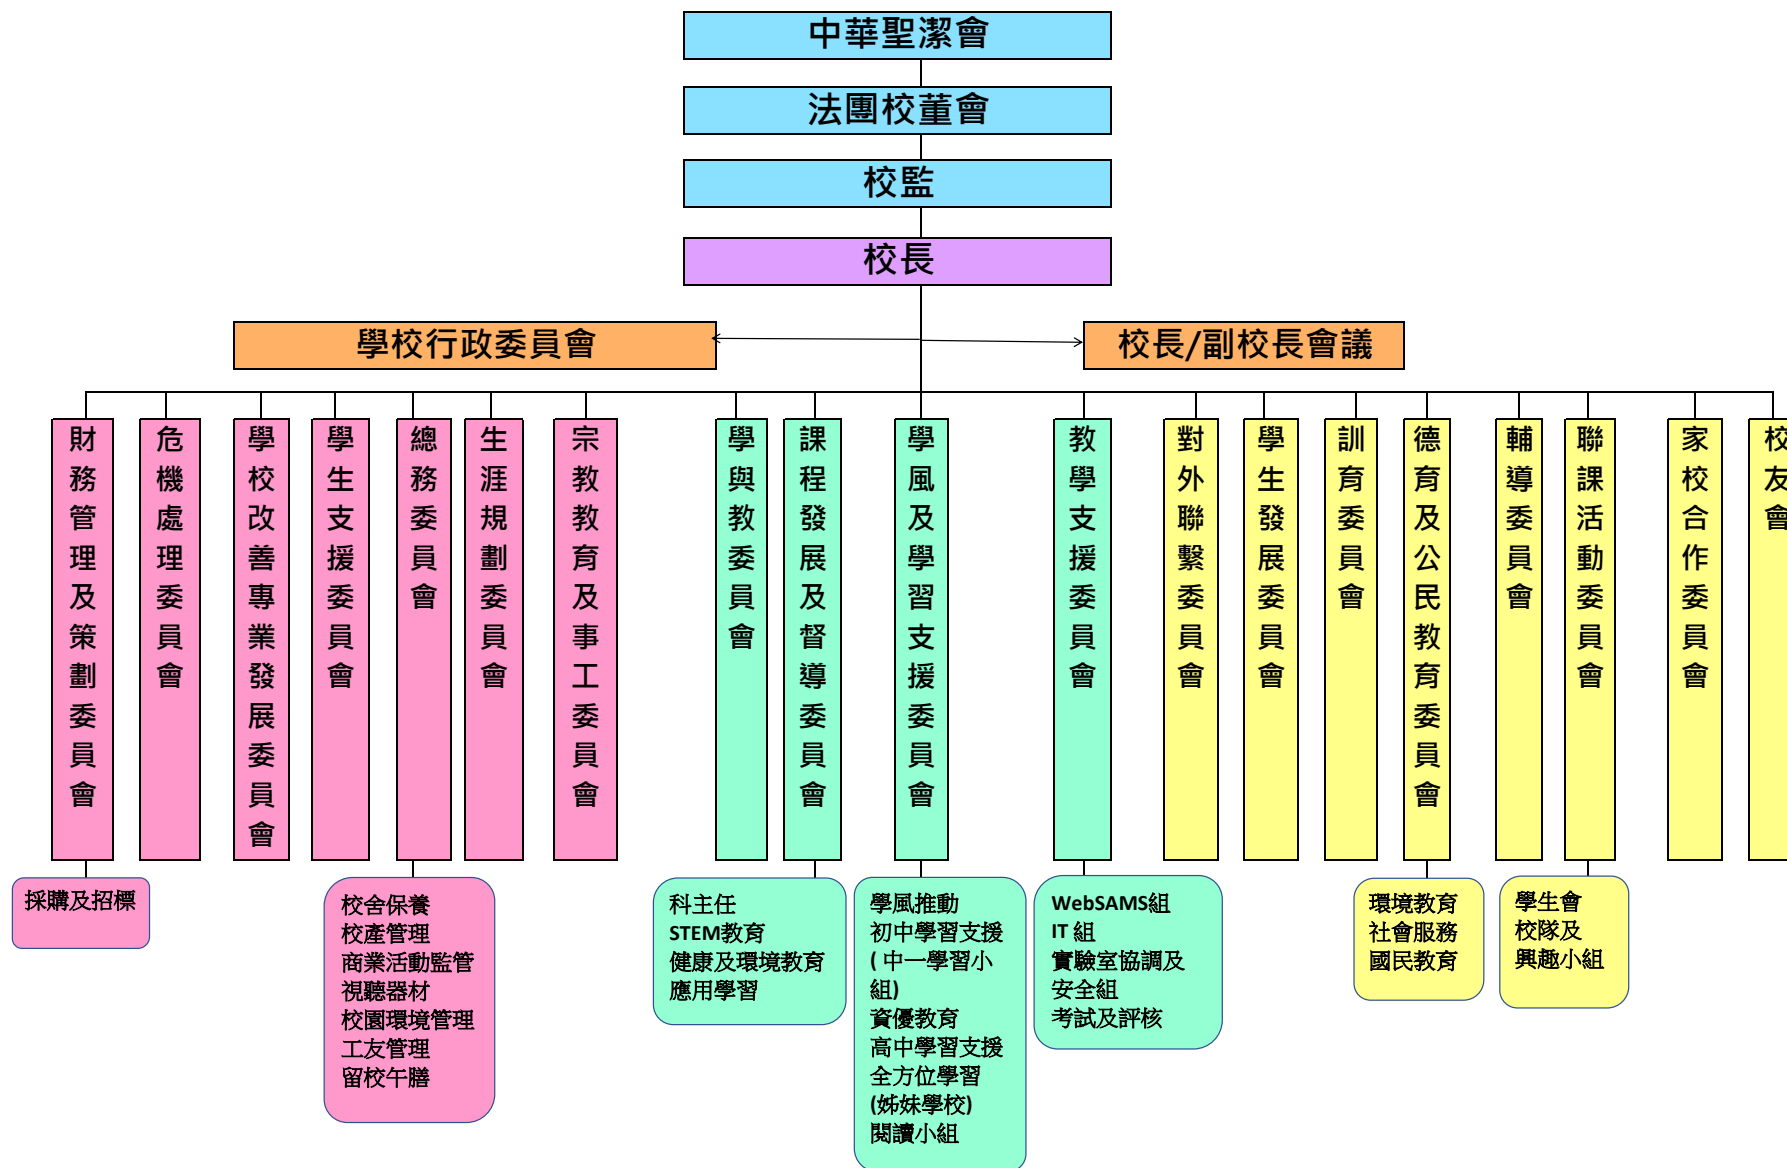 中華聖潔會
法團校董會
校監
校長
學校行政委員會
校長/副校長會議
財務管理及策劃委員會
危機處理委員會
學校改善專業發展委員會
學生支援委員會
總務委員會
生涯規劃委員會
宗教教育及事工委員會
學與教委員會
課程發展及督導委員會
學風及學習支援委員會
教學支援委員會
對外聯繫委員會
學生發展委員會
訓育委員會
德育及公民教育委員會
輔導委員會
聯課活動委員會
家校合作委員會
校友會
採購及招標
校舍保養
校產管理
商業活動監管
視聽器材
校園環境管理
工友管理
留校午膳
科主任
STEM教育
健康及環境教育
應用學習
學風推動
初中學習支援
( 中一學習小
組)
資優教育
高中學習支援
全方位學習
(姊妹學校)
閱讀小組
WebSAMS組
IT 組
實驗室協調及
安全組
考試及評核
環境教育
社會服務
國民教育
學生會
校隊及
興趣小組